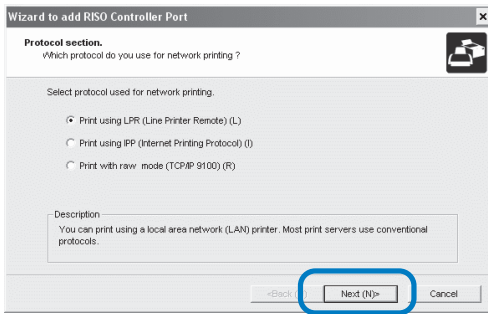 Wizard to add RISO Controller Port
Protocol section.
Which protocol do you use for network printing ?
Select protocol used for network printing.
Print using LPR (Line Printer Remote) (L)
Print using IPP (Internet Printing Protocol) (I)
Print with raw mode (TCP/IP 9100) (R)
Description
You can print using a local area network (LAN) printer. Most print servers use conventional
protocols.
<Back Next (N)> Cancel